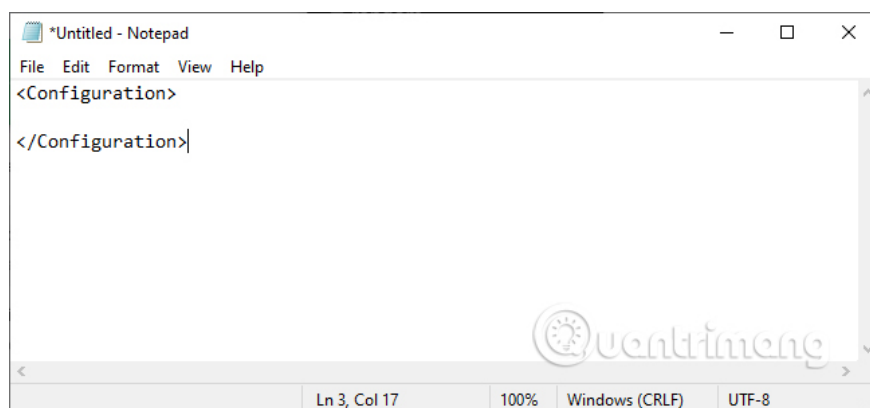 *Untitled - Notepad
File Edit Format View Help
<Configuration>
</Configuration>
Quantrimang
Ln 3, Col 17 100% Windows (CRLF) UTF-8